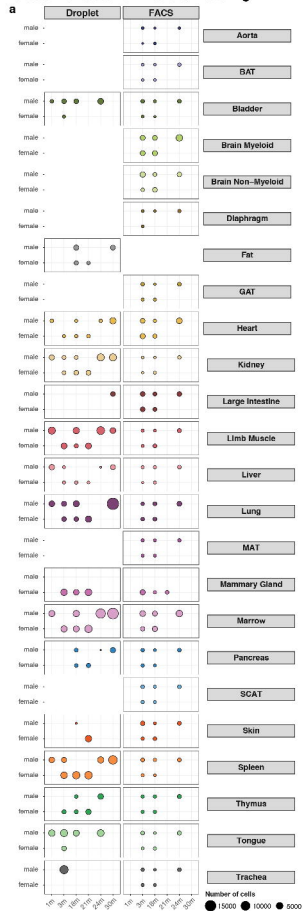 a
Droplet FACS
male
female
Aorta
male
female
BAT
male
female
Bladder
male
female
Brain Myeloid
male
female
Brain Non-Myeloid
male
female
Diaphragm
male
female
Fat
male
female
GAT
male
female
Heart
male
female
Kidney
male
female
Large Intestine
male
female
Limb Muscle
male
female
Liver
male
female
Lung
male
female
MAT
male
female
Mammary Gland
male
female
Marrow
male
female
Pancreas
male
female
SCAT
male
female
Skin
male
female
Spleen
male
female
Thymus
male
female
Tongue
male
female
Trachea
1m 3m 18m 21m 24m 30m 1m 3m 18m 21m 24m 30m
Number of cells
15000 10000 5000